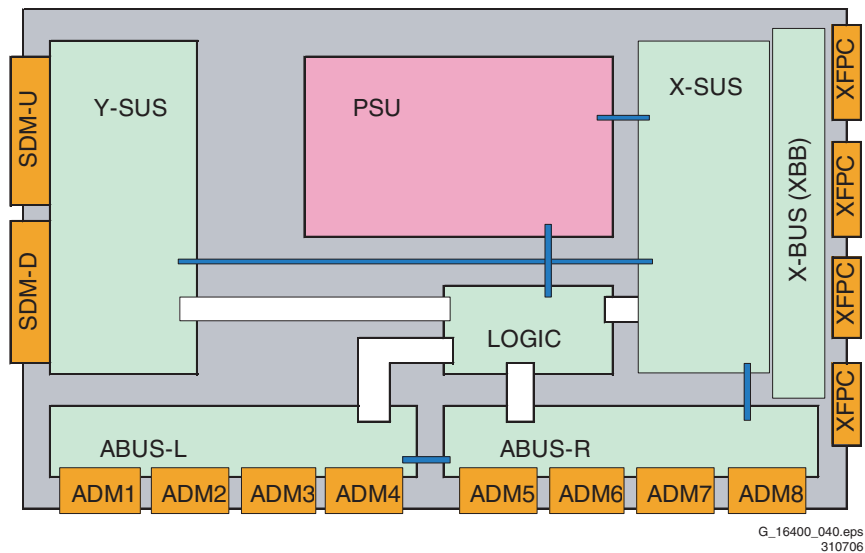 SDM-U
Y-SUS
PSU
X-SUS
XFPC
XFPC
X-BUS (XBB)
SDM-D
XFPC
LOGIC
XFPC
ABUS-L
ABUS-R
ADM1
ADM2
ADM3
ADM4
ADM5
ADM6
ADM7
ADM8
G_16400_040.eps
310706